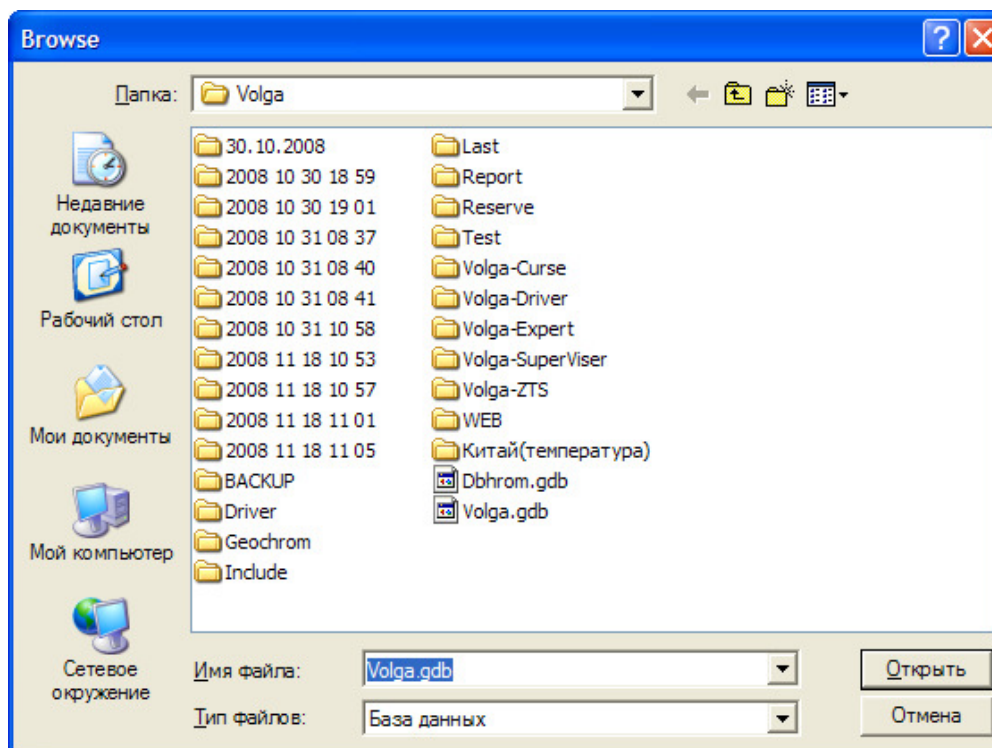 Browse
Папка: Volga
Недавние
документы
Рабочий стол
Мои документы
Мой компьютер
Сетевое
окружение
30.10.2008
2008 10 30 18 59
2008 10 30 19 01
2008 10 31 08 37
2008 10 31 08 40
2008 10 31 08 41
2008 10 31 10 58
2008 11 18 10 53
2008 11 18 10 57
2008 11 18 11 01
2008 11 18 11 05
BACKUP
Driver
Geochrom
Include
Last
Report
Reserve
Test
Volga-Curse
Volga-Driver
Volga-Expert
Volga-SuperViser
Volga-ZTS
WEB
Китай(температура)
Dbhrom.gdb
Volga.gdb
Имя файла: Volga.gdb Открыть
Тип файлов: База данных Отмена